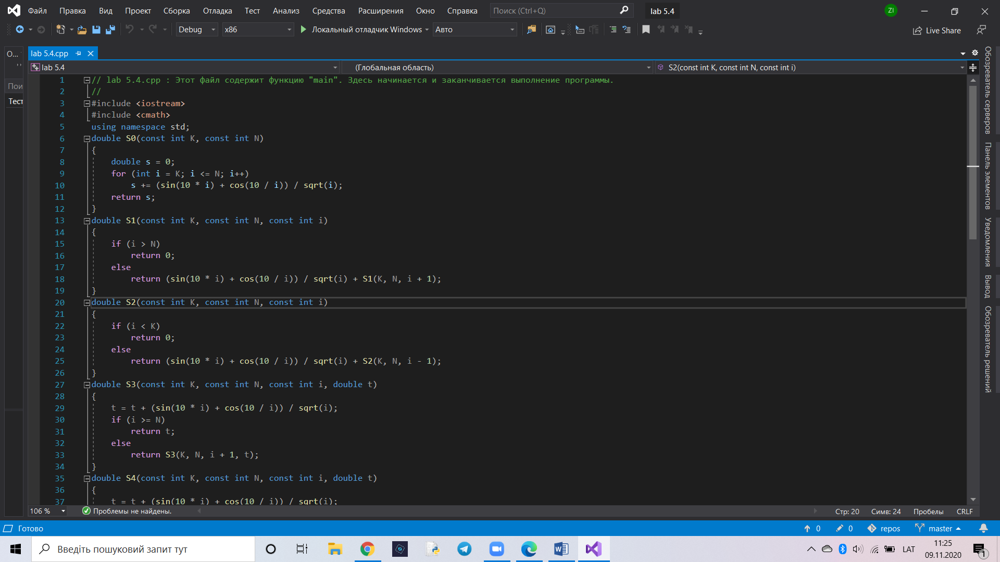 Файл Правка Вид Проект Сборка Отладка Тест Анализ Средства Расширения Окно Справка Поиск (Ctrl+Q) lab 5.4 ZI
Debug x86 Локальный отладчик Windows Авто Live Share
О...
Пои
Тест
lab 5.4.cpp
lab 5.4 (Глобальная область) S2(const int K, const int N, const int i)
1 // lab 5.4.cpp : Этот файл содержит функцию "main". Здесь начинается и заканчивается выполнение программы.
2 //
3 #include <iostream>
4 #include <cmath>
5 using namespace std;
6 double S0(const int K, const int N)
7 {
8 double s = 0;
9 for (int i = K; i <= N; i++)
10 s += (sin(10 * i) + cos(10 / i)) / sqrt(i);
11 return s;
12 }
13 double S1(const int K, const int N, const int i)
14 {
15 if (i > N)
16 return 0;
17 else
18 return (sin(10 * i) + cos(10 / i)) / sqrt(i) + S1(K, N, i + 1);
19 }
20 double S2(const int K, const int N, const int i)
21 {
22 if (i < K)
23 return 0;
24 else
25 return (sin(10 * i) + cos(10 / i)) / sqrt(i) + S2(K, N, i - 1);
26 }
27 double S3(const int K, const int N, const int i, double t)
28 {
29 t = t + (sin(10 * i) + cos(10 / i)) / sqrt(i);
30 if (i >= N)
31 return t;
32 else
33 return S3(K, N, i + 1, t);
34 }
35 double S4(const int K, const int N, const int i, double t)
36 {
37 t = t + (sin(10 * i) + cos(10 / i)) / sqrt(i);
Обозреватель серверов
Панель элементов
Уведомления
Вывод
Обозреватель решений
106 % Проблемы не найдены. Стр: 20 Симв: 24 Пробелы CRLF
Готово 0 0 repos master
Введіть пошуковий запит тут LAT 11:25
09.11.2020 1